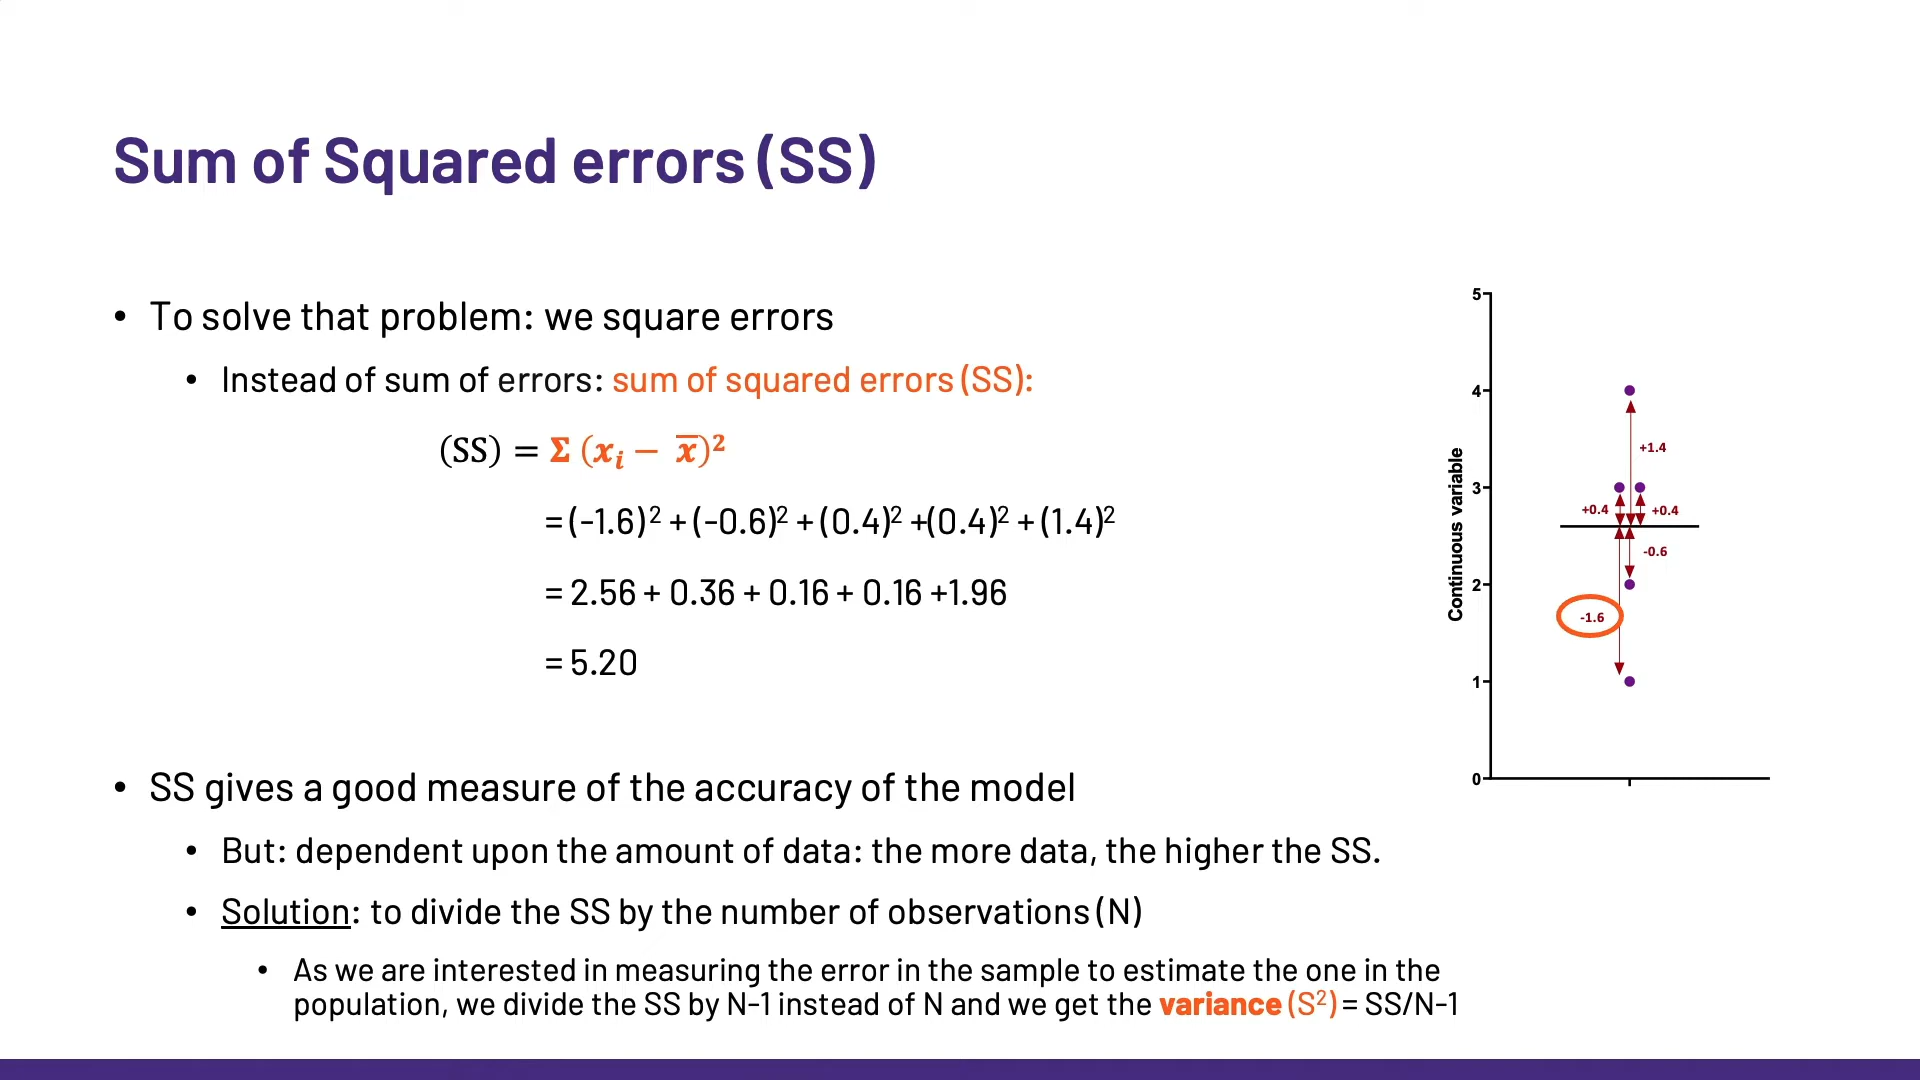 Sum of Squared errors (SS)
• To solve that problem: we square errors
• Instead of sum of errors: sum of squared errors (SS):
(SS) = Σ (xᵢ − x̅)²
= (-1.6)² + (-0.6)² + (0.4)² +(0.4)² + (1.4)²
= 2.56 + 0.36 + 0.16 + 0.16 +1.96
= 5.20
• SS gives a good measure of the accuracy of the model
• But: dependent upon the amount of data: the more data, the higher the SS.
• Solution: to divide the SS by the number of observations (N)
• As we are interested in measuring the error in the sample to estimate the one in the
population, we divide the SS by N-1 instead of N and we get the variance (S²) = SS/N-1
Continuous variable
5
4
3
2
1
0
+1.4
+0.4
+0.4
-0.6
-1.6